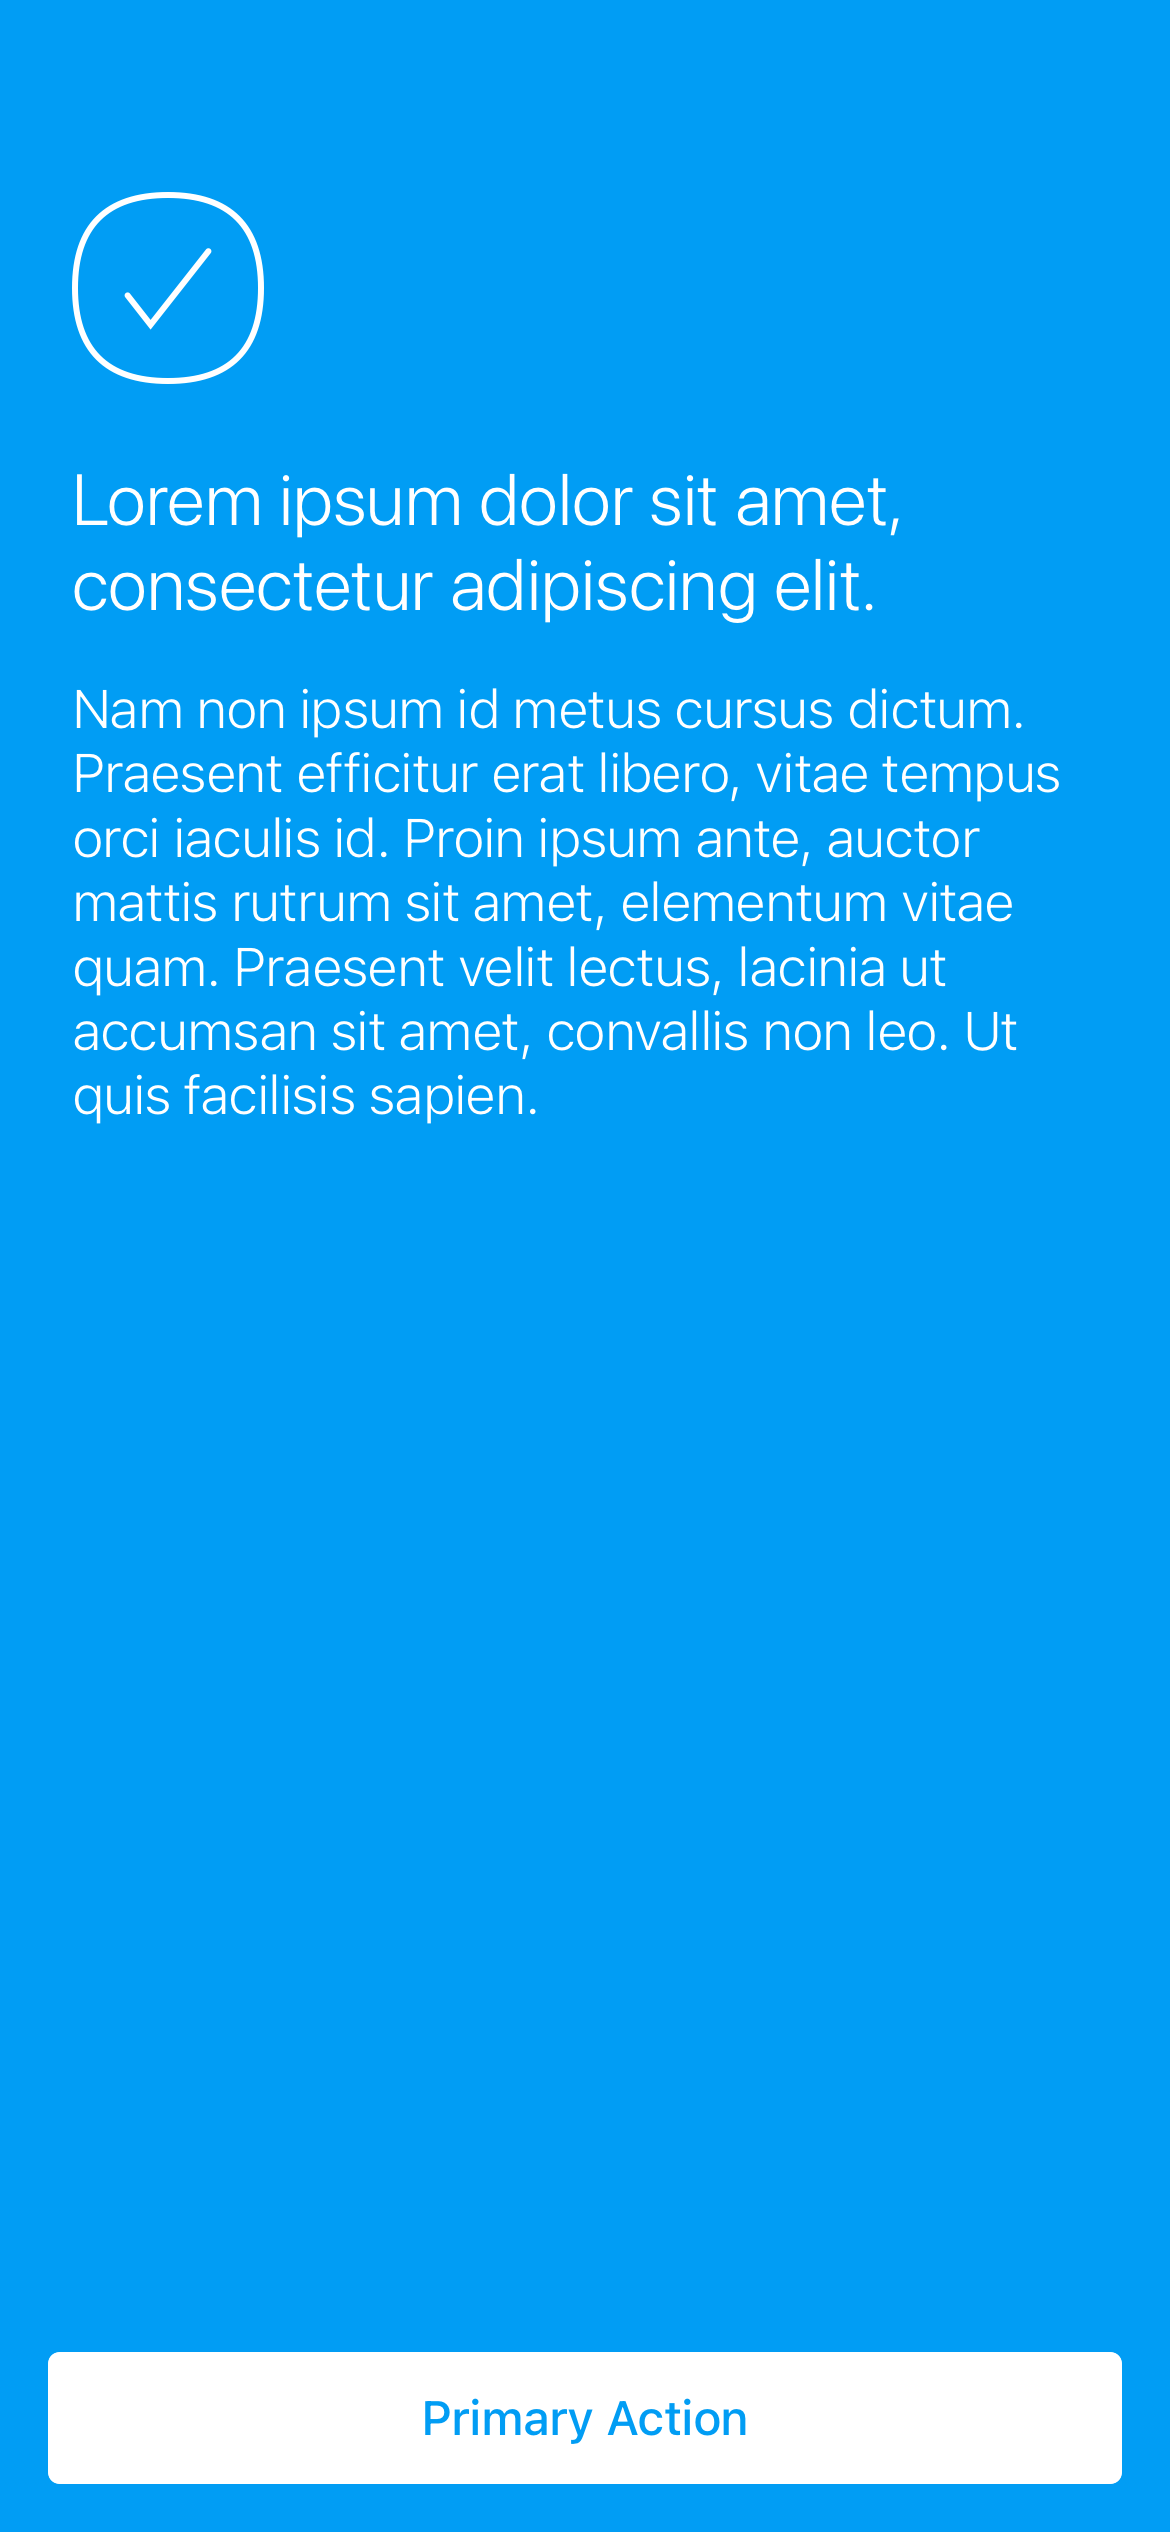 Lorem ipsum dolor sit amet,
consectetur adipiscing elit.
Nam non ipsum id metus cursus dictum.
Praesent efficitur erat libero, vitae tempus
orci iaculis id. Proin ipsum ante, auctor
mattis rutrum sit amet, elementum vitae
quam. Praesent velit lectus, lacinia ut
accumsan sit amet, convallis non leo. Ut
quis facilisis sapien.
Primary Action